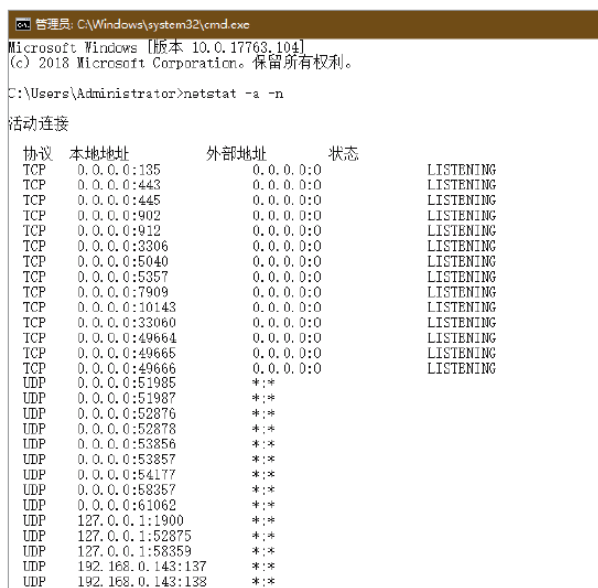 管理员: C:\Windows\system32\cmd.exe
Microsoft Windows [版本 10.0.17763.104]
(c) 2018 Microsoft Corporation。保留所有权利。
C:\Users\Administrator>netstat -a -n
活动连接
协议 本地地址 外部地址 状态
TCP 0.0.0.0:135 0.0.0.0:0 LISTENING
TCP 0.0.0.0:443 0.0.0.0:0 LISTENING
TCP 0.0.0.0:445 0.0.0.0:0 LISTENING
TCP 0.0.0.0:902 0.0.0.0:0 LISTENING
TCP 0.0.0.0:912 0.0.0.0:0 LISTENING
TCP 0.0.0.0:3306 0.0.0.0:0 LISTENING
TCP 0.0.0.0:5040 0.0.0.0:0 LISTENING
TCP 0.0.0.0:5357 0.0.0.0:0 LISTENING
TCP 0.0.0.0:7909 0.0.0.0:0 LISTENING
TCP 0.0.0.0:10143 0.0.0.0:0 LISTENING
TCP 0.0.0.0:33060 0.0.0.0:0 LISTENING
TCP 0.0.0.0:49664 0.0.0.0:0 LISTENING
TCP 0.0.0.0:49665 0.0.0.0:0 LISTENING
TCP 0.0.0.0:49666 0.0.0.0:0 LISTENING
UDP 0.0.0.0:51985 *:*
UDP 0.0.0.0:51987 *:*
UDP 0.0.0.0:52876 *:*
UDP 0.0.0.0:52878 *:*
UDP 0.0.0.0:53856 *:*
UDP 0.0.0.0:53857 *:*
UDP 0.0.0.0:54177 *:*
UDP 0.0.0.0:58357 *:*
UDP 0.0.0.0:61062 *:*
UDP 127.0.0.1:1900 *:*
UDP 127.0.0.1:52875 *:*
UDP 127.0.0.1:58359 *:*
UDP 192.168.0.143:137 *:*
UDP 192.168.0.143:138 *:*